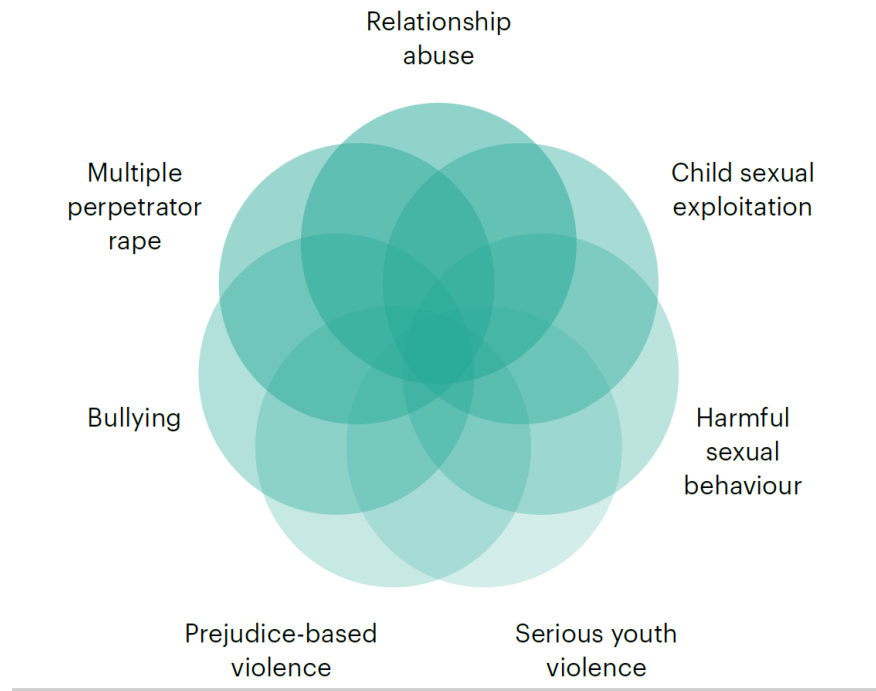 Relationship
abuse
Multiple
perpetrator
rape
Child sexual
exploitation
Bullying
Harmful
sexual
behaviour
Prejudice-based
violence
Serious youth
violence